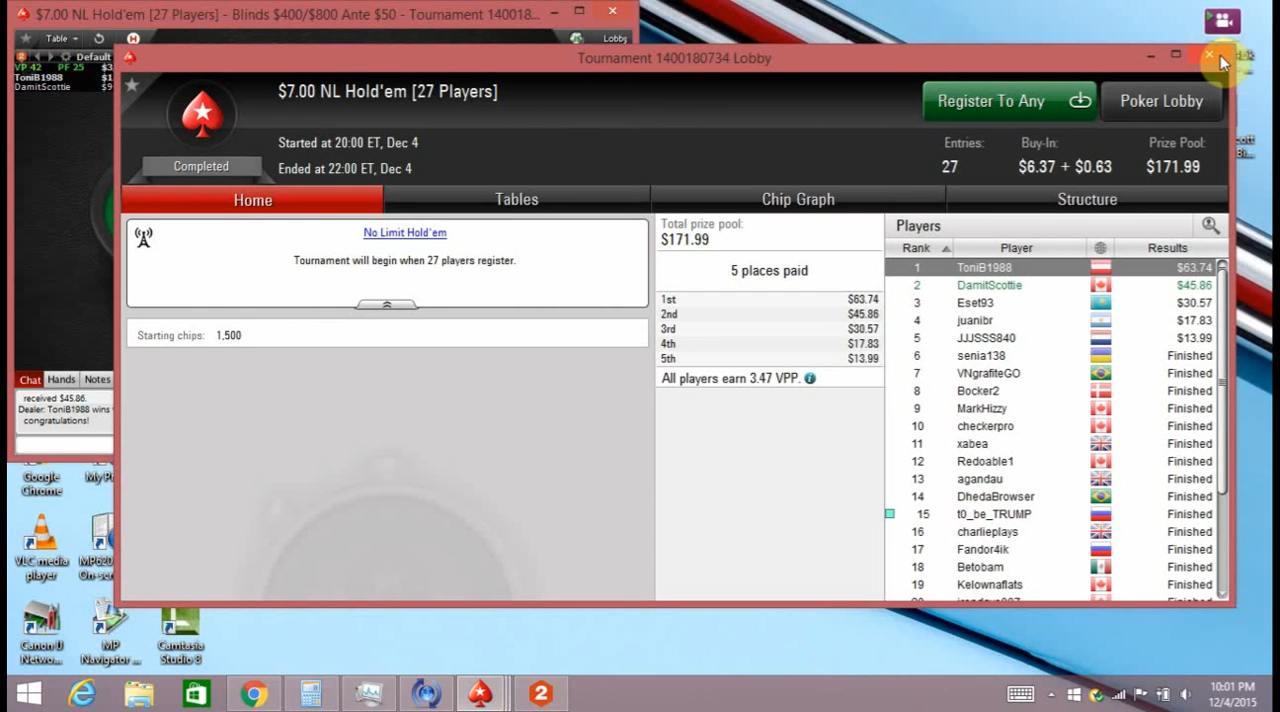 $7.00 NL Hold'em [27 Players] - Blinds $400/$800 Ante $50 - Tournament 140018...
Table
Lobby
Default
VP 42 PF 25
ToniB1988
DamitScottie
Tournament 1400180734 Lobby
$7.00 NL Hold'em [27 Players]
Register To Any
Poker Lobby
Started at 20:00 ET, Dec 4
Entries: Buy-In: Prize Pool:
Completed
Ended at 22:00 ET, Dec 4
27 $6.37 + $0.63 $171.99
Home Tables Chip Graph Structure
No Limit Hold'em
Tournament will begin when 27 players register.
Starting chips: 1,500
Total prize pool:
$171.99
5 places paid
1st $63.74
2nd $45.86
3rd $30.57
4th $17.83
5th $13.99
All players earn 3.47 VPP.
Players
Rank Player Results
1 ToniB1988 $63.74
2 DamitScottie $45.86
3 Eset93 $30.57
4 juanibr $17.83
5 JJJSSS840 $13.99
6 senia138 Finished
7 VNgrafiteGO Finished
8 Bocker2 Finished
9 MarkHizzy Finished
10 checkerpro Finished
11 xabea Finished
12 Redoable1 Finished
13 agandau Finished
14 DhedaBrowser Finished
15 t0_be_TRUMP Finished
16 charlieplays Finished
17 Fandor4ik Finished
18 Betobam Finished
19 Kelownaflats Finished
Chat Hands Notes
received $45.86.
Dealer: ToniB1988 wins
congratulations!
Google
Chrome
My P
VLC media
player
MP620
On-scr
Canon IJ
Netwo...
MP
Navigator ...
Camtasia
Studio 8
2
10:01 PM
12/4/2015